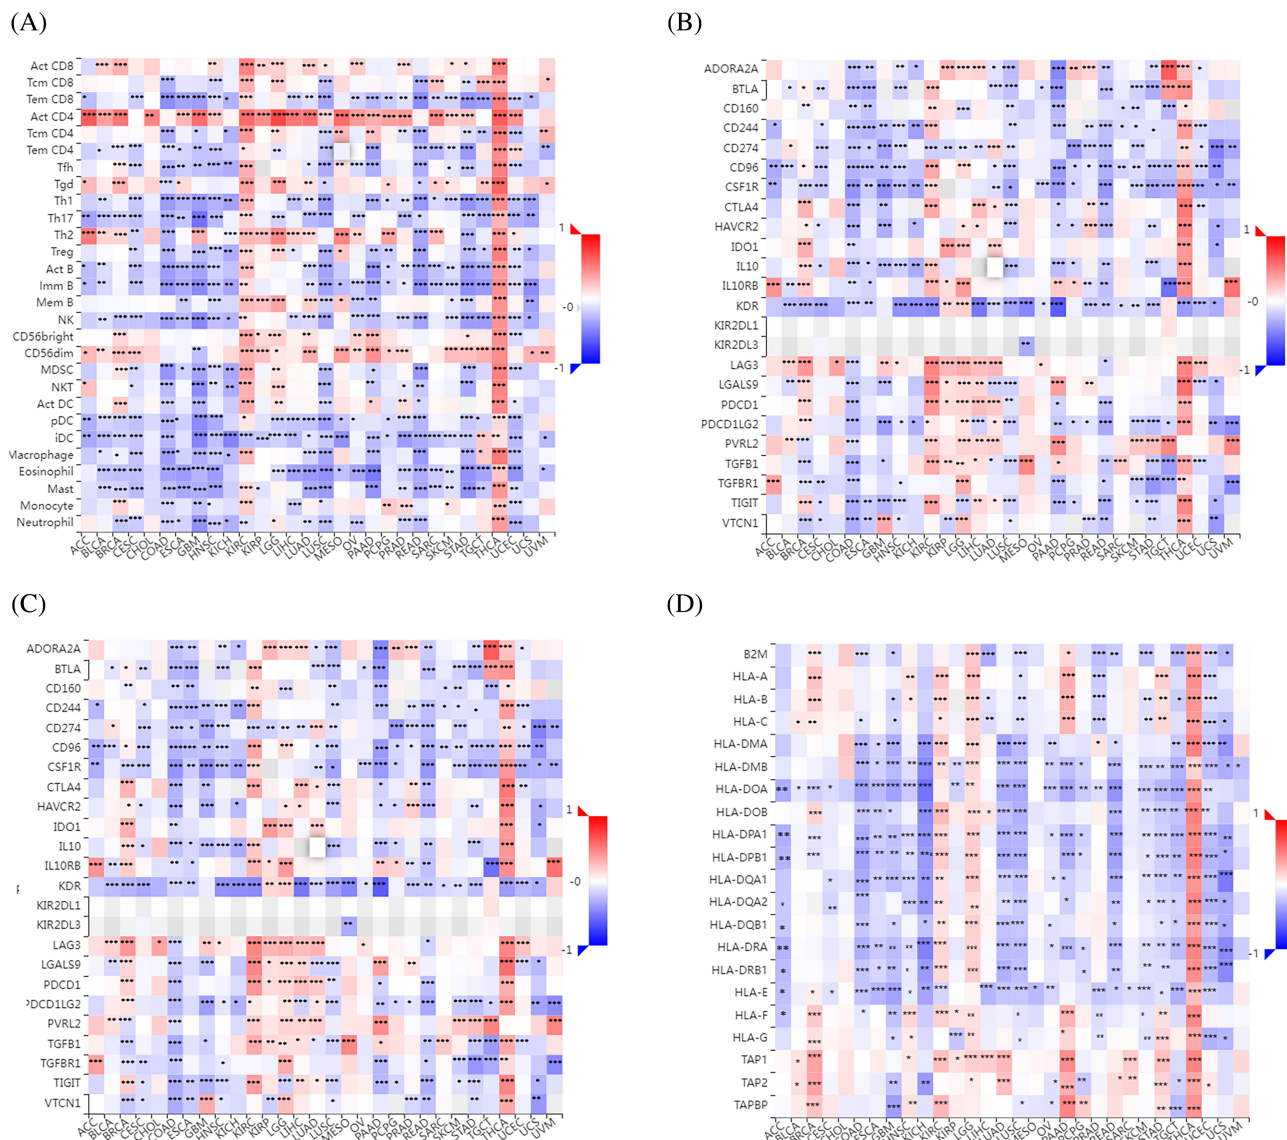 (A)
Act CD8
Tcm CD8
Tem CD8
Act CD4
Tcm CD4
Tem CD4
Tfh
Tgd
Th1
Th17
Th2
Treg
Act B
Imm B
Mem B
NK
CD56bright
CD56dim
MDSC
NKT
Act DC
pDC
iDC
Macrophage
Eosinophil
Mast
Monocyte
Neutrophil
ACC BLCA BRCA CESC CHOL COAD ESCA GBM HNSC KICH KIRC KIRP LGG LIHC LUAD LUSC MESO OV PAAD PCPG PRAD READ SARC SKCM STAD TGCT THCA UCEC UCS UVM
1
-0
-1
(B)
ADORA2A
BTLA
CD160
CD244
CD274
CD96
CSF1R
CTLA4
HAVCR2
IDO1
IL10
IL10RB
KDR
KIR2DL1
KIR2DL3
LAG3
LGALS9
PDCD1
PDCD1LG2
PVRL2
TGFB1
TGFBR1
TIGIT
VTCN1
ACC BLCA BRCA CESC CHOL COAD ESCA GBM HNSC KICH KIRC KIRP LGG LIHC LUAD LUSC MESO OV PAAD PCPG PRAD READ SARC SKCM STAD TGCT THCA UCEC UCS UVM
1
-0
-1
(C)
ADORA2A
BTLA
CD160
CD244
CD274
CD96
CSF1R
CTLA4
HAVCR2
IDO1
IL10
IL10RB
KDR
KIR2DL1
KIR2DL3
LAG3
LGALS9
PDCD1
PDCD1LG2
PVRL2
TGFB1
TGFBR1
TIGIT
VTCN1
ACC BLCA BRCA CESC CHOL COAD ESCA GBM HNSC KICH KIRC KIRP LGG LIHC LUAD LUSC MESO OV PAAD PCPG PRAD READ SARC SKCM STAD TGCT THCA UCEC UCS UVM
1
-0
-1
(D)
B2M
HLA-A
HLA-B
HLA-C
HLA-DMA
HLA-DMB
HLA-DOA
HLA-DOB
HLA-DPA1
HLA-DPB1
HLA-DQA1
HLA-DQA2
HLA-DQB1
HLA-DRA
HLA-DRB1
HLA-E
HLA-F
HLA-G
TAP1
TAP2
TAPBP
1
-0
-1